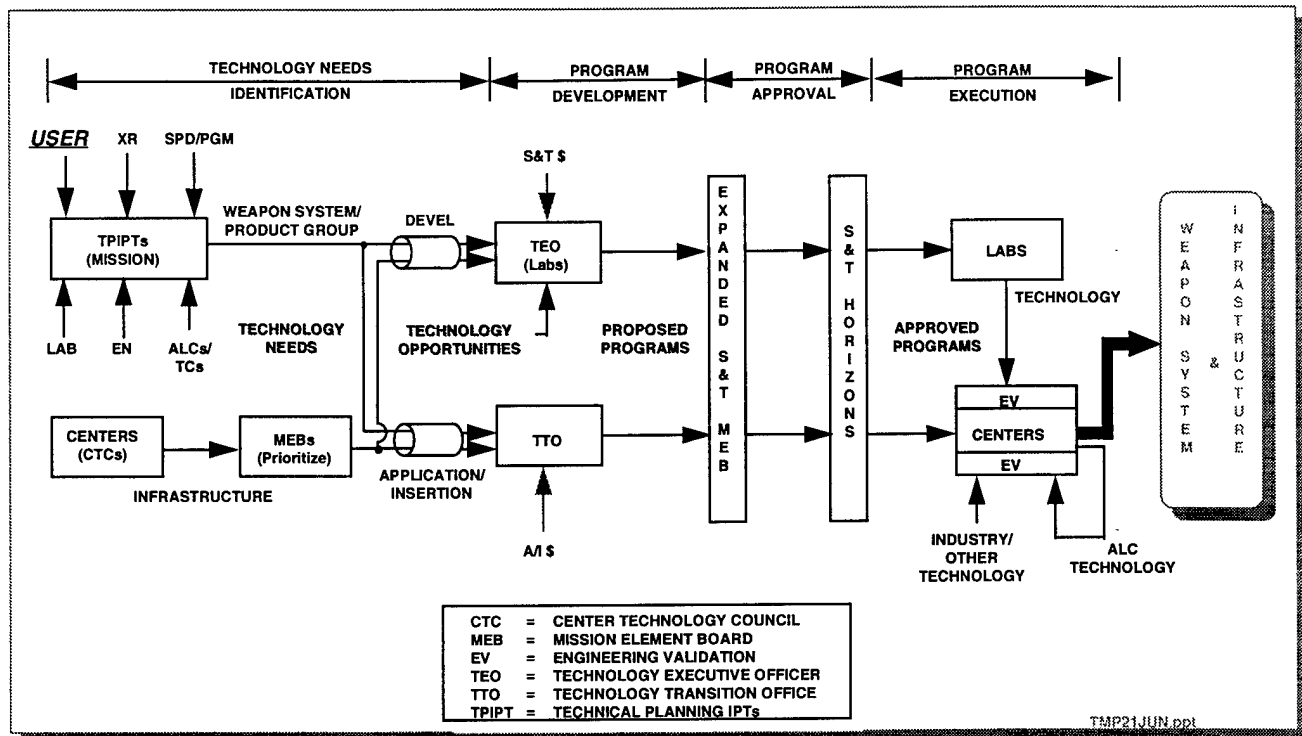 TECHNOLOGY NEEDS
IDENTIFICATION
PROGRAM
DEVELOPMENT
PROGRAM
APPROVAL
PROGRAM
EXECUTION
USER
XR
SPD/PGM
S&T $
WEAPON SYSTEM/
PRODUCT GROUP
DEVEL
TPIPTs
(MISSION)
TEO
(Labs)
LABS
TECHNOLOGY
LAB
EN
ALCs/
TCs
TECHNOLOGY
NEEDS
TECHNOLOGY
OPPORTUNITIES
PROPOSED
PROGRAMS
EXPANDED S&T MEB
S&T HORIZONS
APPROVED
PROGRAMS
WEAPON SYSTEM
&
INFRASTRUCTURE
CENTERS
(CTCs)
MEBs
(Prioritize)
TTO
EV
CENTERS
EV
INFRASTRUCTURE
APPLICATION/
INSERTION
A/I $
INDUSTRY/
OTHER
TECHNOLOGY
ALC
TECHNOLOGY
CTC = CENTER TECHNOLOGY COUNCIL
MEB = MISSION ELEMENT BOARD
EV = ENGINEERING VALIDATION
TEO = TECHNOLOGY EXECUTIVE OFFICER
TTO = TECHNOLOGY TRANSITION OFFICE
TPIPT = TECHNICAL PLANNING IPTs
TMP21JUN.ppt